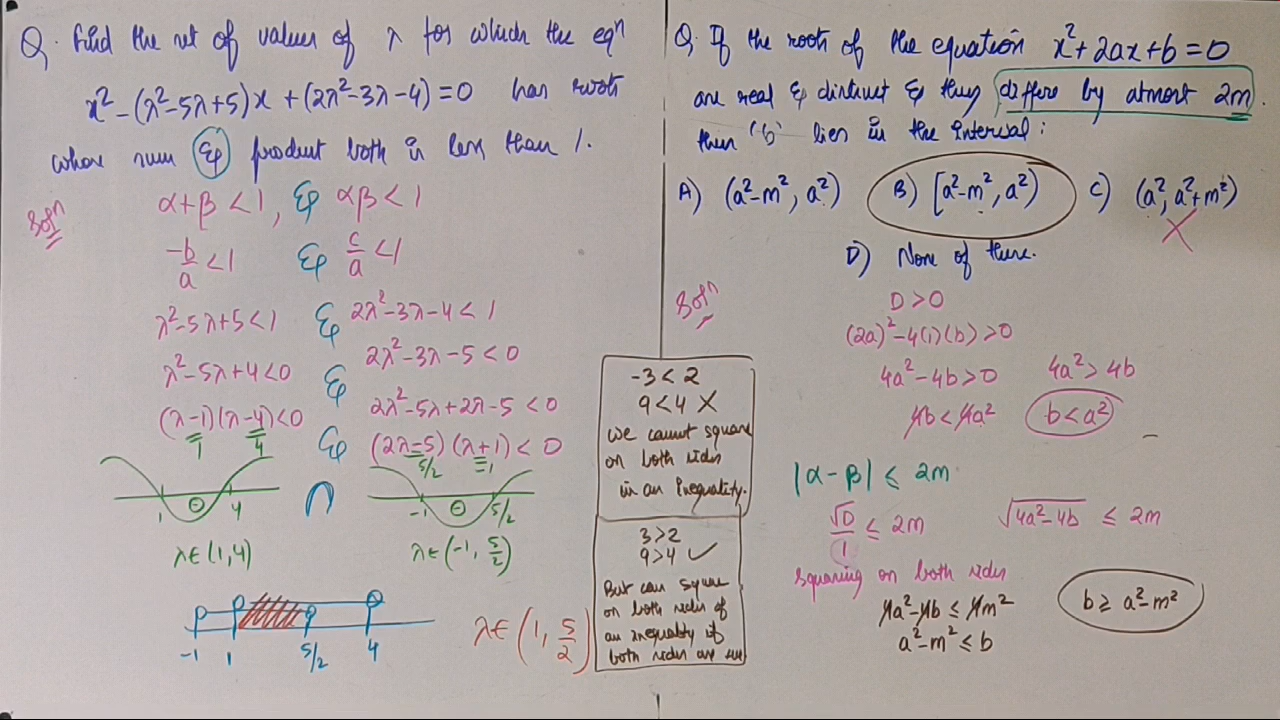 Q. Find the set of values of λ for which the eqn
x²-(λ²-5λ+5)x+(2λ²-3λ-4)=0 has roots
whose sum & product both is less than 1.
Soln
α+β<1, & αβ<1
-b/a <1 & c/a <1
λ²-5λ+5<1 & 2λ²-3λ-4<1
λ²-5λ+4<0 & 2λ²-3λ-5<0
(λ-1)(λ-4)<0 2λ²-5λ+2λ-5<0
1 4 & (2λ-5)(λ+1)<0
5/2 -1
⊖ ∩ ⊖
1 4 -1 5/2
λ∈(1,4) λ∈(-1, 5/2)
-1 1 5/2 4
λ∈(1, 5/2)
-3<2
9<4 X
We cannot square
on both sides
in an Inequality.
3>2
9>4 ✓
But can square
on both sides of
an inequality if
both sides are +ve
Q. If the roots of the equation x²+2ax+b=0
are real & distinct & they differ by atmost 2m.
then 'b' lies in the interval:
A) (a²-m², a²) B) [a²-m², a²) C) (a², a²+m²)
X
D) None of these.
Soln
D>0
(2a)²-4(1)(b)>0
4a²-4b>0 4a²>4b
4b<4a² b<a²
|α-β| ≤ 2m
√D/1 ≤ 2m √4a²-4b ≤ 2m
Squaring on both sides
4a²-4b ≤ 4m² b ≥ a²-m²
a²-m² ≤ b